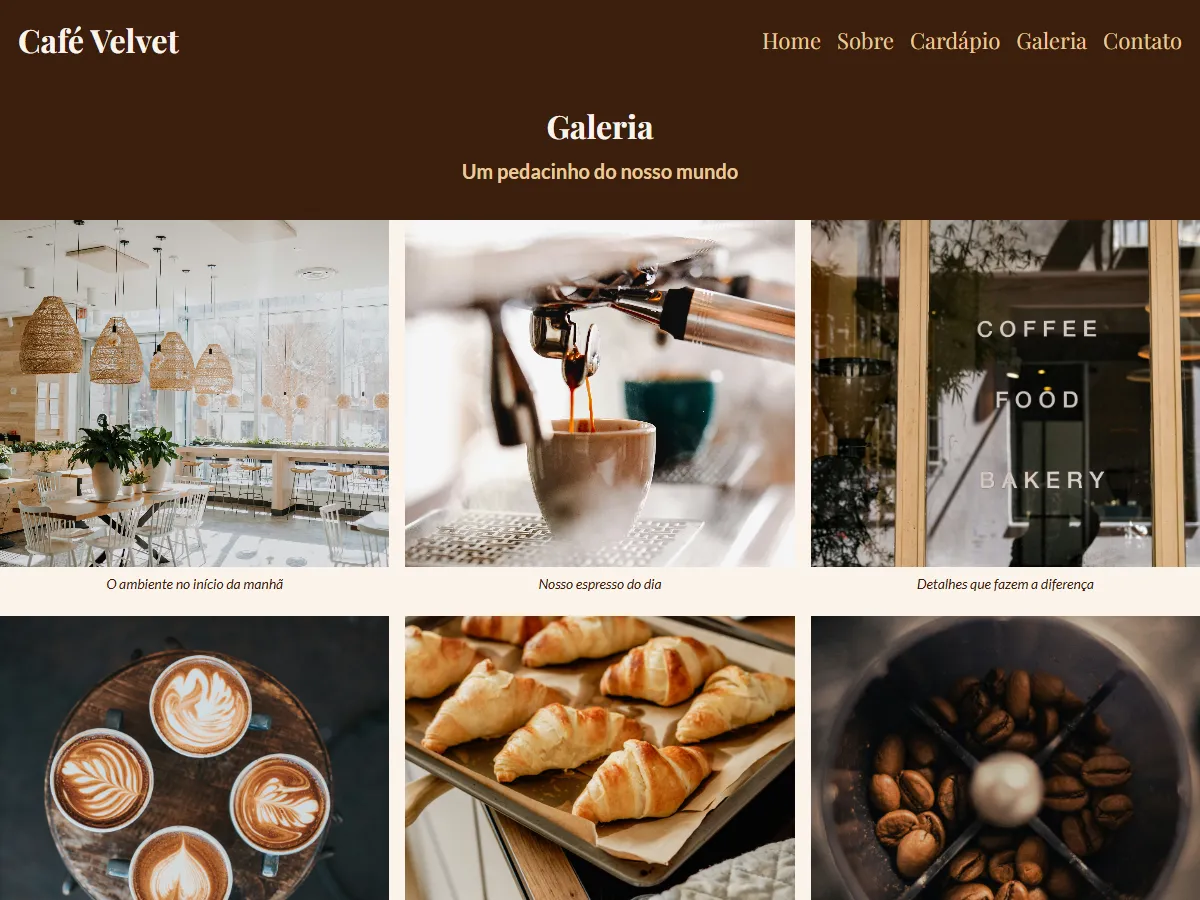 Café Velvet
Home Sobre Cardápio Galeria Contato
Galeria
Um pedacinho do nosso mundo
COFFEE
FOOD
BAKERY
O ambiente no início da manhã
Nosso espresso do dia
Detalhes que fazem a diferença